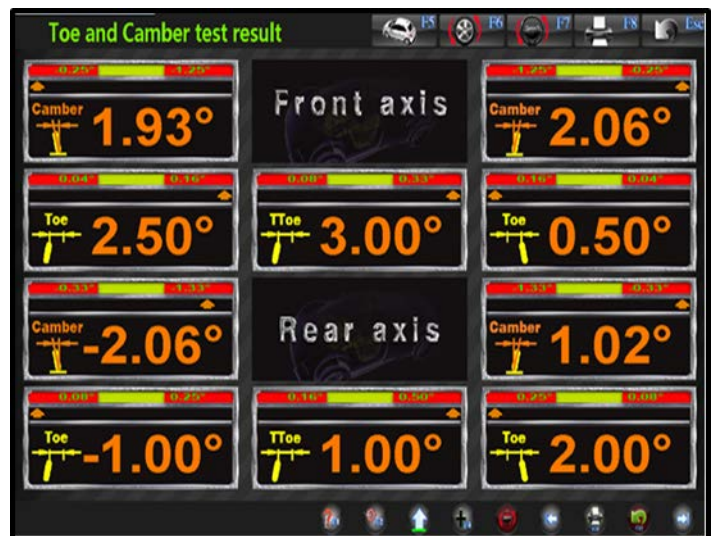 Toe and Camber test result F5 F6 F7 F8 Esc
-0.25° -1.25°
Camber 1.93°
Front axis
-1.25° -0.25°
Camber 2.06°
0.04° 0.16°
Toe 2.50°
0.08° 0.33°
TToe 3.00°
0.16° 0.04°
Toe 0.50°
-0.33° -1.33°
Camber -2.06°
Rear axis
-1.33° -0.33°
Camber 1.02°
0.08° 0.25°
Toe -1.00°
0.16° 0.50°
TToe 1.00°
0.25° 0.08°
Toe 2.00°